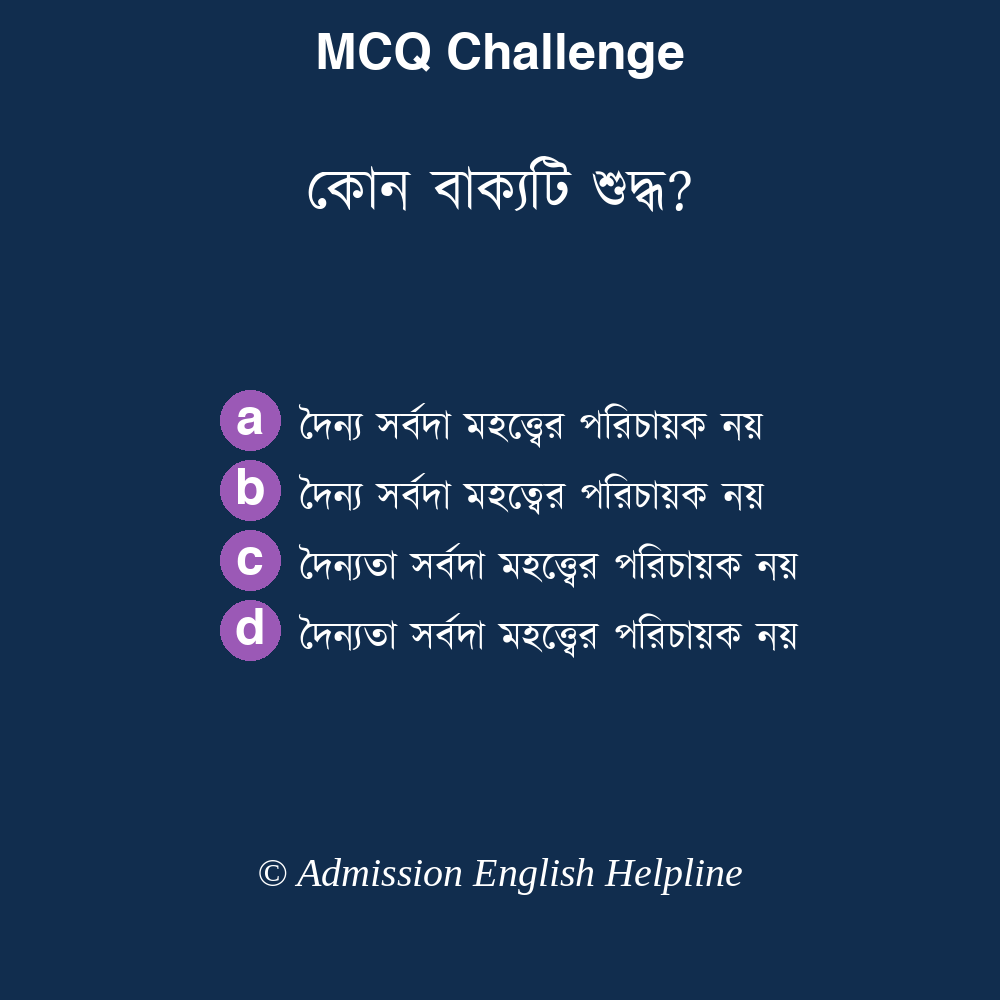 MCQ Challenge
কোন বাক্যটি শুদ্ধ?
a দৈন্য সর্বদা মহত্ত্বের পরিচায়ক নয়
b দৈন্য সর্বদা মহত্বের পরিচায়ক নয়
c দৈন্যতা সর্বদা মহত্ত্বের পরিচায়ক নয়
d দৈন্যতা সর্বদা মহত্ত্বের পরিচায়ক নয়
© Admission English Helpline